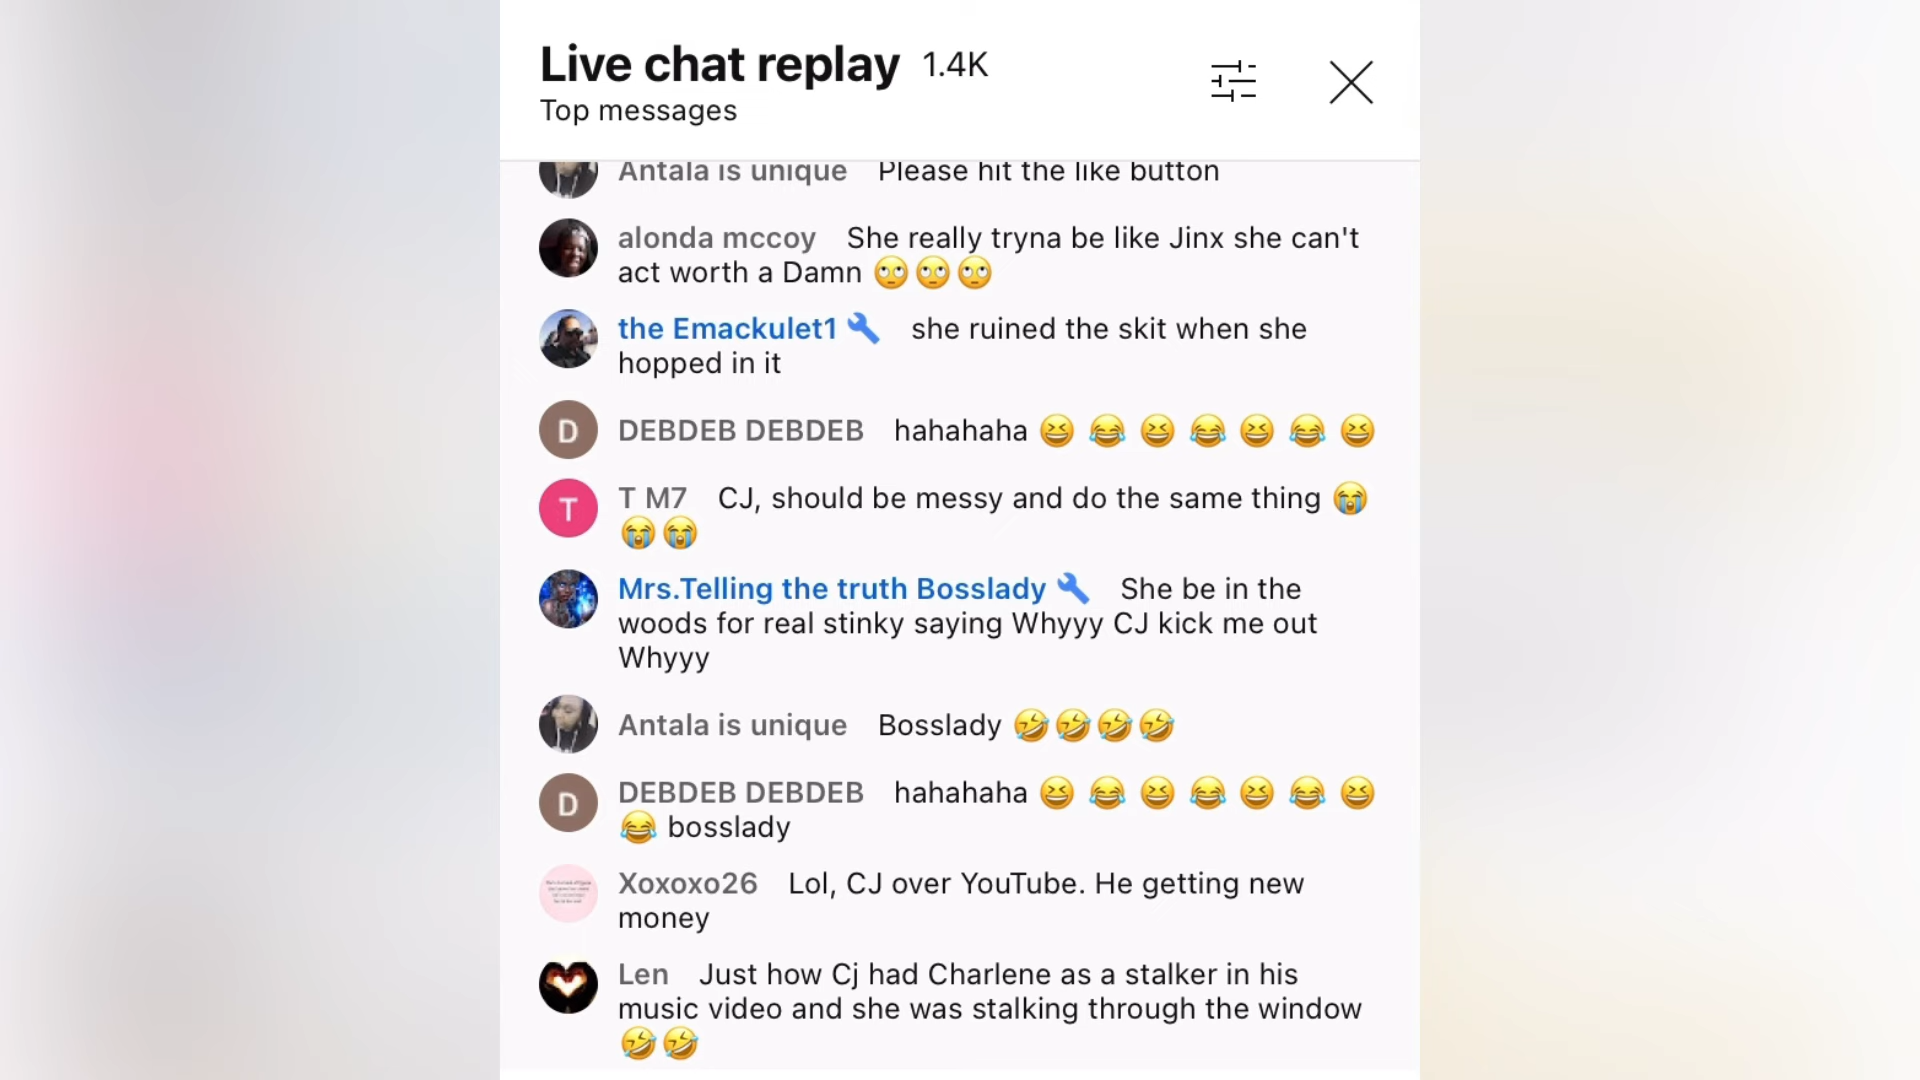 Live chat replay 1.4K
Top messages
Antala is unique Please hit the like button
alonda mccoy She really tryna be like Jinx she can't
act worth a Damn 🙄🙄🙄
the Emackulet1 🔧 she ruined the skit when she
hopped in it
D DEBDEB DEBDEB hahahaha 😆 😂 😆 😂 😆 😂 😆
T T M7 CJ, should be messy and do the same thing 😭
😭😭
Mrs.Telling the truth Bosslady 🔧 She be in the
woods for real stinky saying Whyyy CJ kick me out
Whyyy
Antala is unique Bosslady 🤣🤣🤣🤣
D DEBDEB DEBDEB hahahaha 😆 😂 😆 😂 😆 😂 😆
😂 bosslady
Xoxoxo26 Lol, CJ over YouTube. He getting new
money
Len Just how Cj had Charlene as a stalker in his
music video and she was stalking through the window
🤣🤣